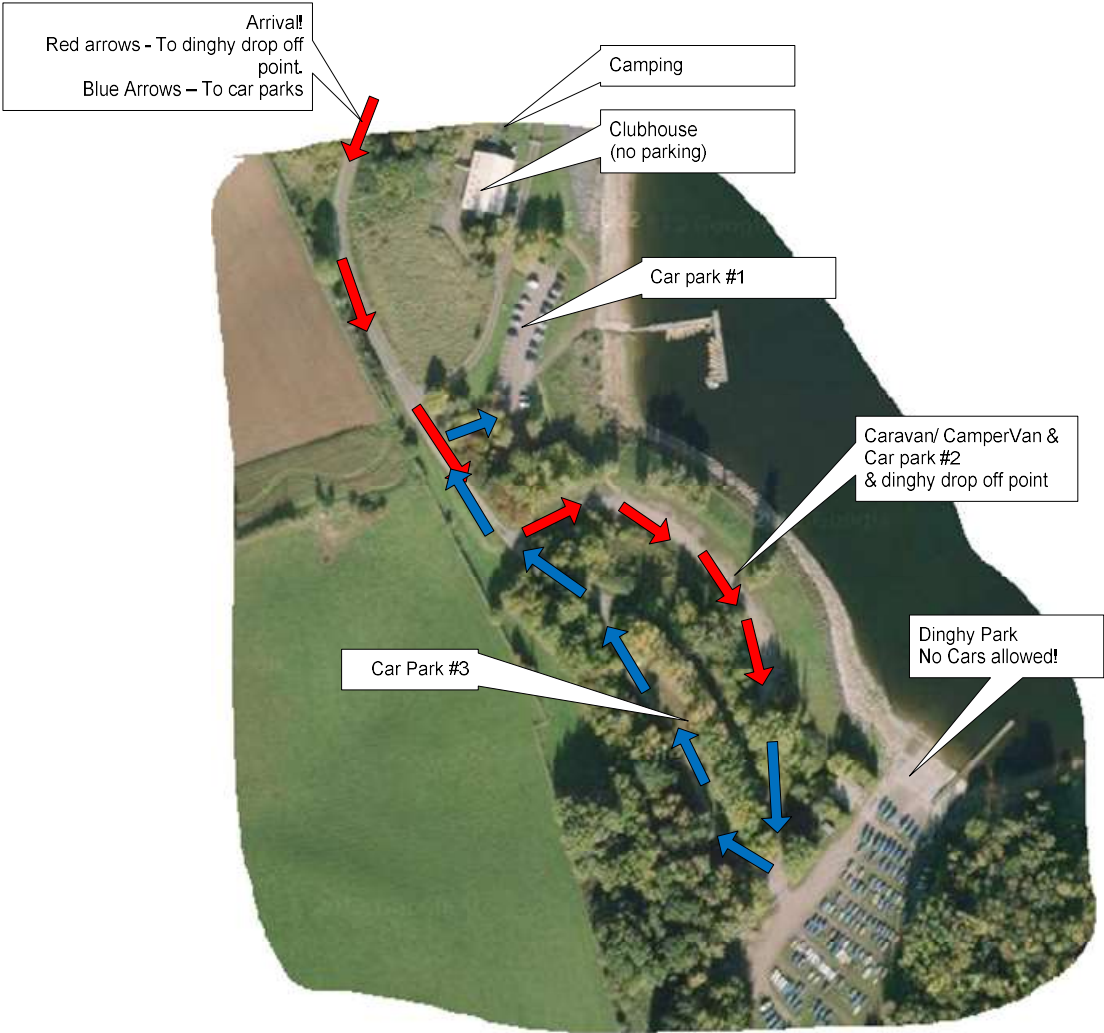 Arrival!
Red arrows - To dinghy drop off
point.
Blue Arrows – To car parks
Camping
Clubhouse
(no parking)
Car park #1
Caravan/ CamperVan &
Car park #2
& dinghy drop off point
Dinghy Park
No Cars allowed!
Car Park #3